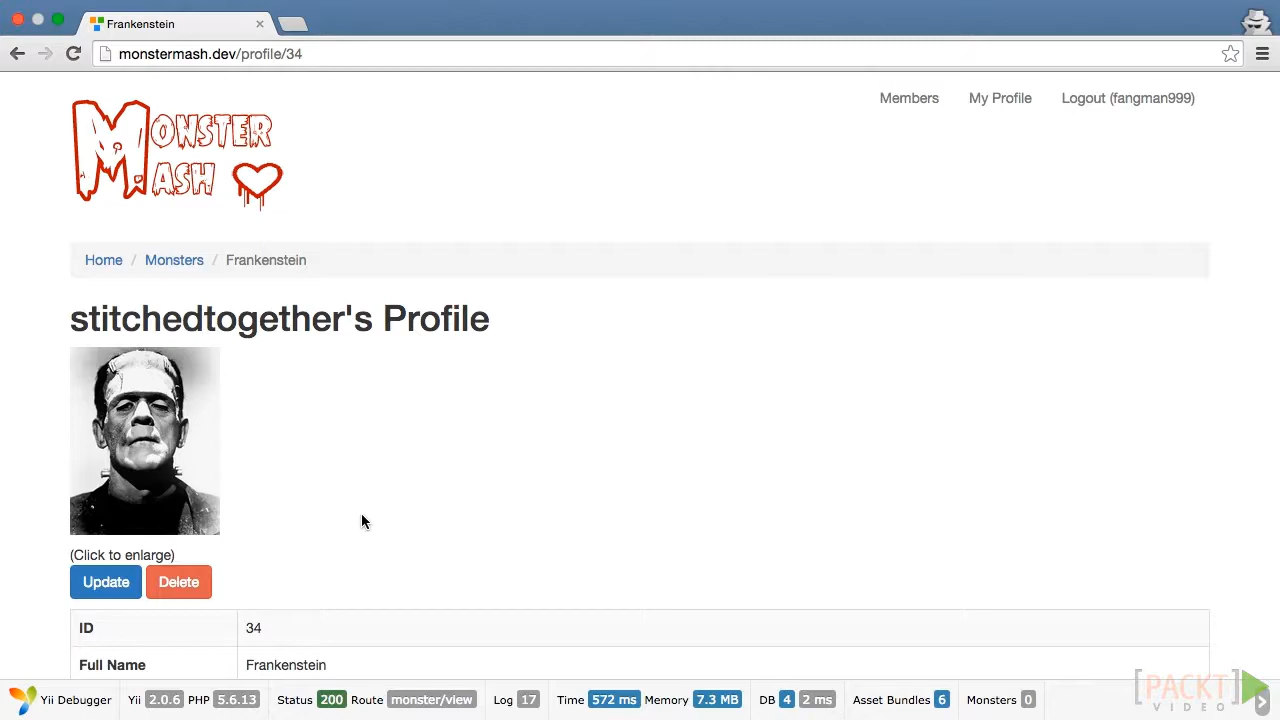 Frankenstein
monstermash.dev/profile/34
Members My Profile Logout (fangman999)
MONSTER
MASH
Home / Monsters / Frankenstein
stitchedtogether's Profile
(Click to enlarge)
Update Delete
ID 34
Full Name Frankenstein
Yii Debugger Yii 2.0.6 PHP 5.6.13 Status 200 Route monster/view Log 17 Time 572 ms Memory 7.3 MB DB 4 2 ms Asset Bundles 6 Monsters 0
[PACKT]
VIDEO